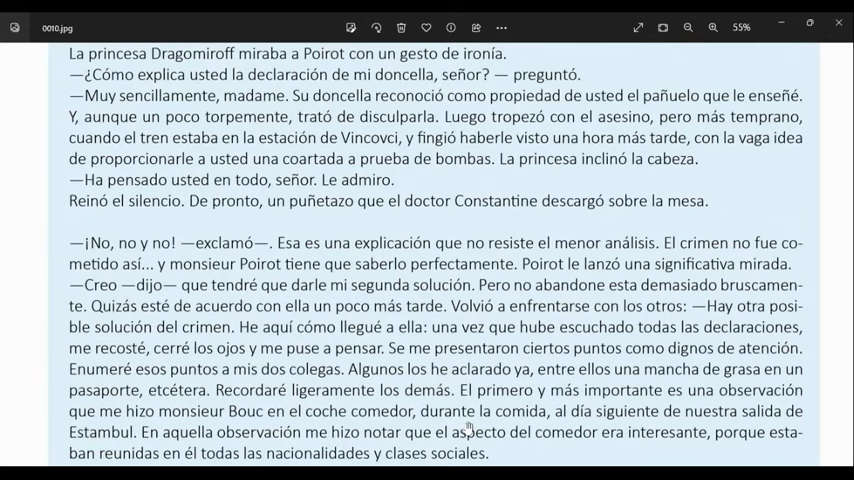 0010.jpg
55%
La princesa Dragomiroff miraba a Poirot con un gesto de ironía.
—¿Cómo explica usted la declaración de mi doncella, señor? — preguntó.
—Muy sencillamente, madame. Su doncella reconoció como propiedad de usted el pañuelo que le enseñé.
Y, aunque un poco torpemente, trató de disculparla. Luego tropezó con el asesino, pero más temprano,
cuando el tren estaba en la estación de Vincovci, y fingió haberle visto una hora más tarde, con la vaga idea
de proporcionarle a usted una coartada a prueba de bombas. La princesa inclinó la cabeza.
—Ha pensado usted en todo, señor. Le admiro.
Reinó el silencio. De pronto, un puñetazo que el doctor Constantine descargó sobre la mesa.
—¡No, no y no! —exclamó—. Esa es una explicación que no resiste el menor análisis. El crimen no fue co-
metido así... y monsieur Poirot tiene que saberlo perfectamente. Poirot le lanzó una significativa mirada.
—Creo —dijo— que tendré que darle mi segunda solución. Pero no abandone esta demasiado bruscamen-
te. Quizás esté de acuerdo con ella un poco más tarde. Volvió a enfrentarse con los otros: —Hay otra posi-
ble solución del crimen. He aquí cómo llegué a ella: una vez que hube escuchado todas las declaraciones,
me recosté, cerré los ojos y me puse a pensar. Se me presentaron ciertos puntos como dignos de atención.
Enumeré esos puntos a mis dos colegas. Algunos los he aclarado ya, entre ellos una mancha de grasa en un
pasaporte, etcétera. Recordaré ligeramente los demás. El primero y más importante es una observación
que me hizo monsieur Bouc en el coche comedor, durante la comida, al día siguiente de nuestra salida de
Estambul. En aquella observación me hizo notar que el aspecto del comedor era interesante, porque esta-
ban reunidas en él todas las nacionalidades y clases sociales.